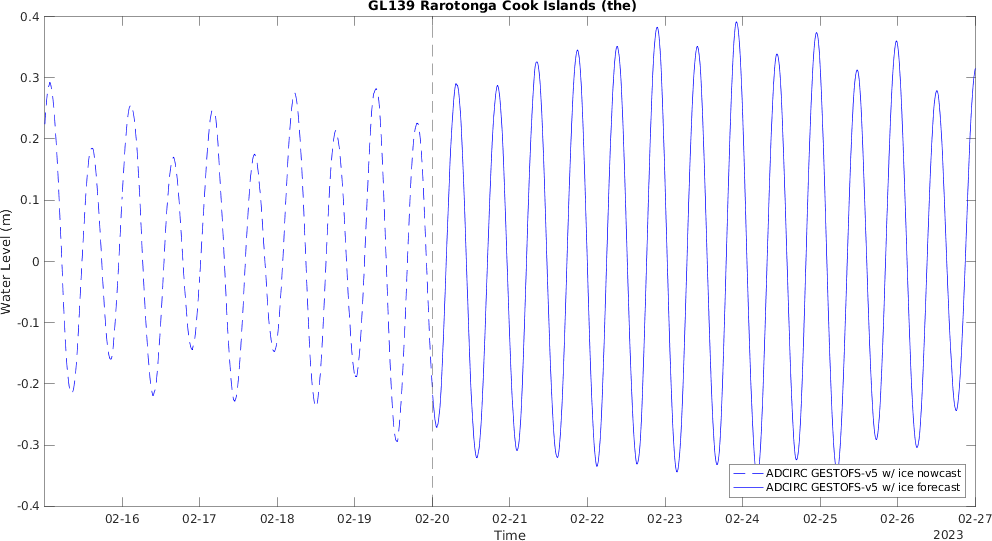 GL139 Rarotonga Cook Islands (the)
0.4
0.3
0.2
0.1
0
-0.1
-0.2
-0.3
-0.4
Water Level (m)
ADCIRC GESTOFS-v5 w/ ice nowcast
ADCIRC GESTOFS-v5 w/ ice forecast
02-16 02-17 02-18 02-19 02-20 02-21 02-22 02-23 02-24 02-25 02-26 02-27
Time
2023